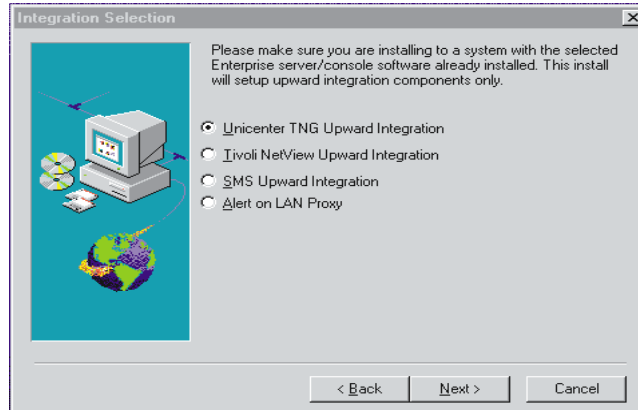 Integration Selection
Please make sure you are installing to a system with the selected
Enterprise server/console software already installed. This install
will setup upward integration components only.
Unicenter TNG Upward Integration
Tivoli NetView Upward Integration
SMS Upward Integration
Alert on LAN Proxy
< Back
Next >
Cancel